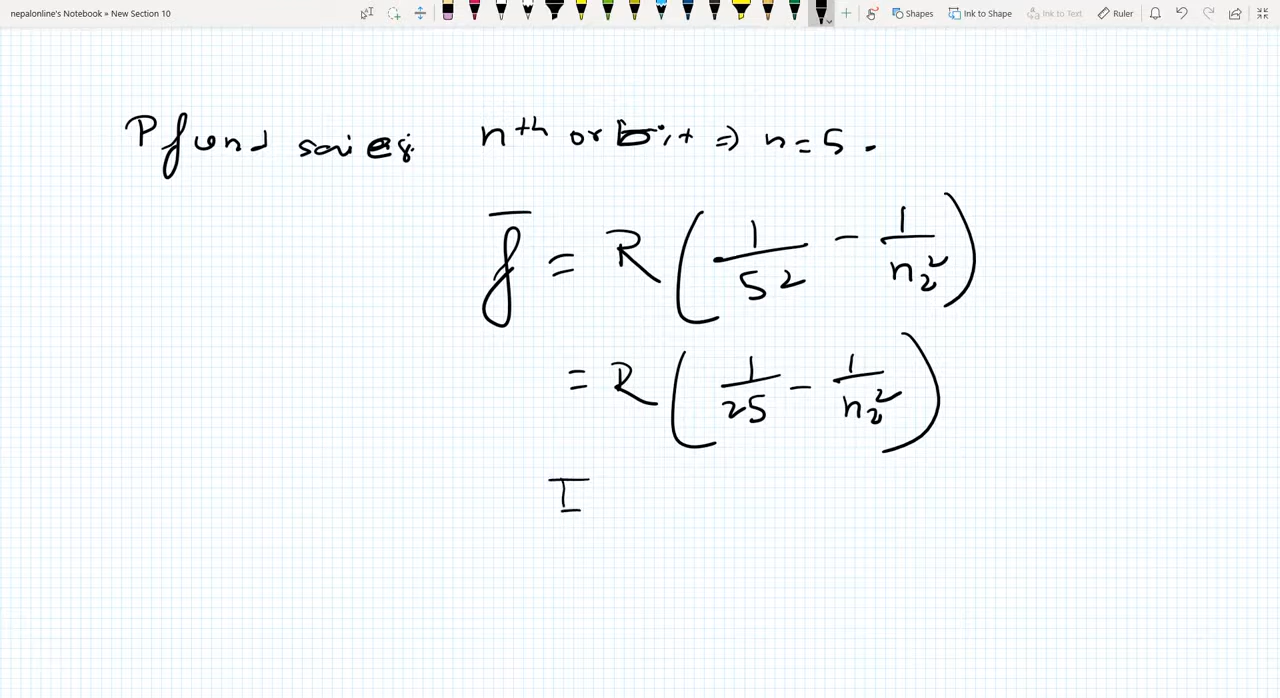 nepalonline's Notebook » New Section 10
Shapes Ink to Shape Ink to Text Ruler
Pfund series: nth orbit => n = 5.
f̅ = R ( 1/5² - 1/n₂² )
= R ( 1/25 - 1/n₂² )
I